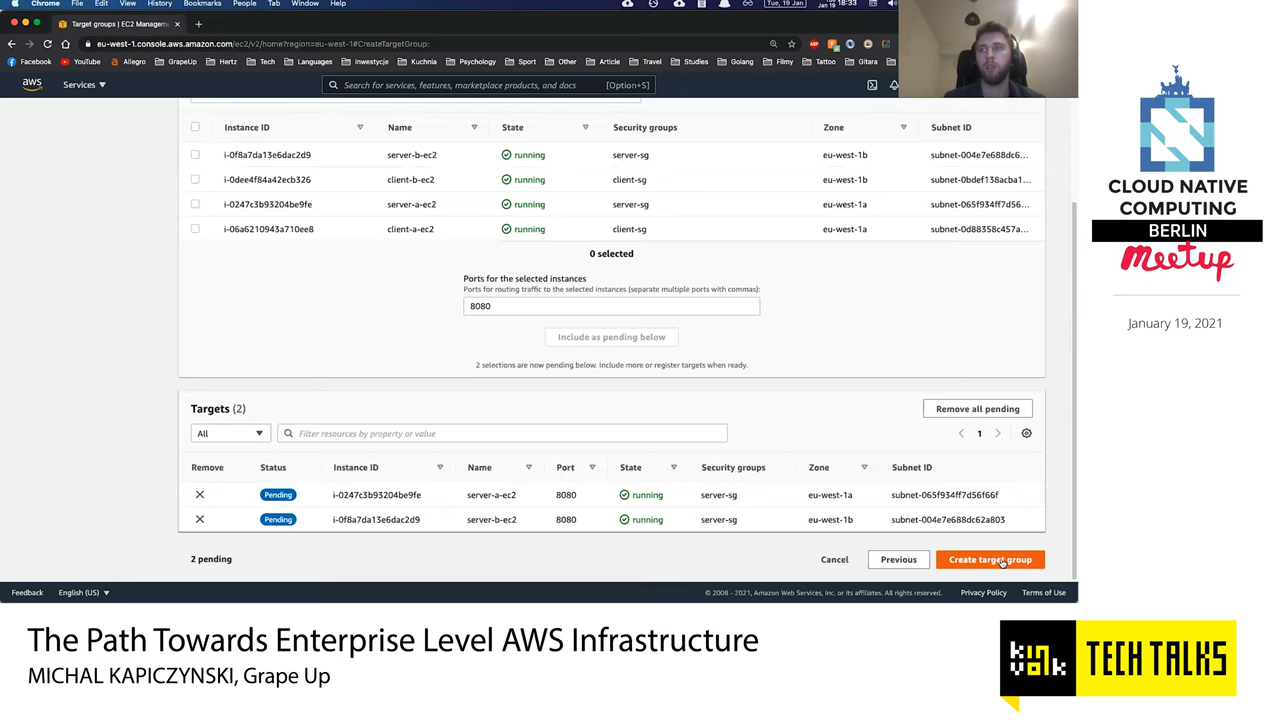 Chrome File Edit View History Bookmarks People Tab Window Help
Tue, 19 Jan
Jan 19 18:33
Target groups | EC2 Managem
eu-west-1.console.aws.amazon.com/ec2/v2/home?region=eu-west-1#CreateTargetGroup:
Facebook YouTube Allegro GrapeUp Hertz Tech Languages Inwestycje Kuchnia Psychology Sport Other Article Travel Studies Golang Filmy Tattoo Gitara
aws Services Search for services, features, marketplace products, and docs [Option+S]
Instance ID Name State Security groups Zone Subnet ID
i-0f8a7da13e6dac2d9 server-b-ec2 running server-sg eu-west-1b subnet-004e7e688dc6...
i-0dee4f84a42ecb326 client-b-ec2 running client-sg eu-west-1b subnet-0bdef138acba1...
i-0247c3b93204be9fe server-a-ec2 running server-sg eu-west-1a subnet-065f934ff7d56...
i-06a6210943a710ee8 client-a-ec2 running client-sg eu-west-1a subnet-0d88358c457a...
0 selected
Ports for the selected instances
Ports for routing traffic to the selected instances (separate multiple ports with commas):
8080
Include as pending below
2 selections are now pending below. Include more or register targets when ready.
Targets (2) Remove all pending
All Filter resources by property or value 1
Remove Status Instance ID Name Port State Security groups Zone Subnet ID
Pending i-0247c3b93204be9fe server-a-ec2 8080 running server-sg eu-west-1a subnet-065f934ff7d56f66f
Pending i-0f8a7da13e6dac2d9 server-b-ec2 8080 running server-sg eu-west-1b subnet-004e7e688dc62a803
2 pending Cancel Previous Create target group
Feedback English (US) © 2008 - 2021, Amazon Web Services, Inc. or its affiliates. All rights reserved. Privacy Policy Terms of Use
CLOUD NATIVE
COMPUTING
BERLIN
meetup
January 19, 2021
The Path Towards Enterprise Level AWS Infrastructure
MICHAL KAPICZYNSKI, Grape Up
kinvolk TECH TALKS